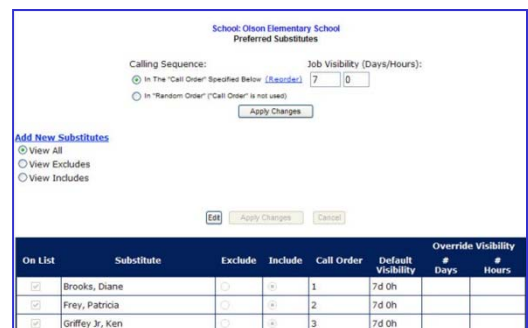 School: Olson Elementary School
Preferred Substitutes
Calling Sequence: Job Visibility (Days/Hours):
In The "Call Order" Specified Below (Reorder) 7 0
In "Random Order" ("Call Order" is not used)
Apply Changes
Add New Substitutes
View All
View Excludes
View Includes
Edit Apply Changes Cancel
Override Visibility
On List Substitute Exclude Include Call Order Default Visibility # Days # Hours
Brooks, Diane 1 7d 0h
Frey, Patricia 2 7d 0h
Griffey Jr, Ken 3 7d 0h